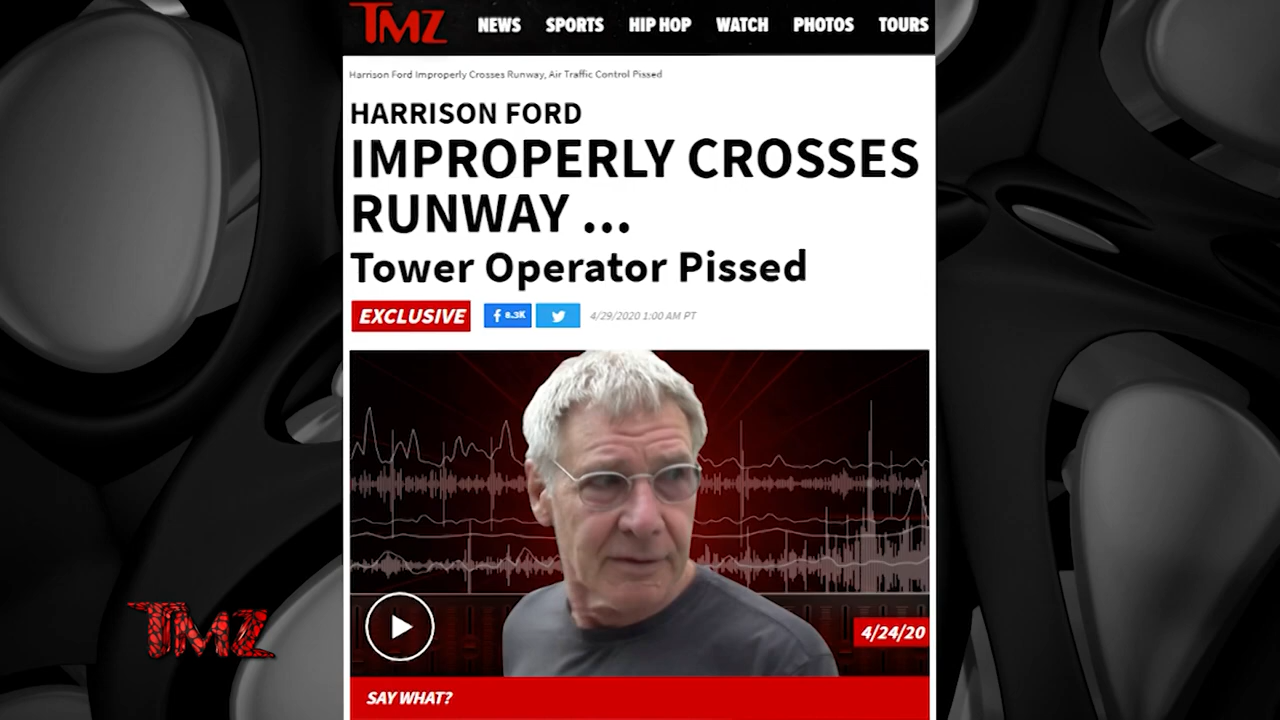 TMZ NEWS SPORTS HIP HOP WATCH PHOTOS TOURS
Harrison Ford Improperly Crosses Runway, Air Traffic Control Pissed
HARRISON FORD
IMPROPERLY CROSSES
RUNWAY ...
Tower Operator Pissed
EXCLUSIVE f 8.3K 4/29/2020 1:00 AM PT
4/24/20
TMZ
SAY WHAT?